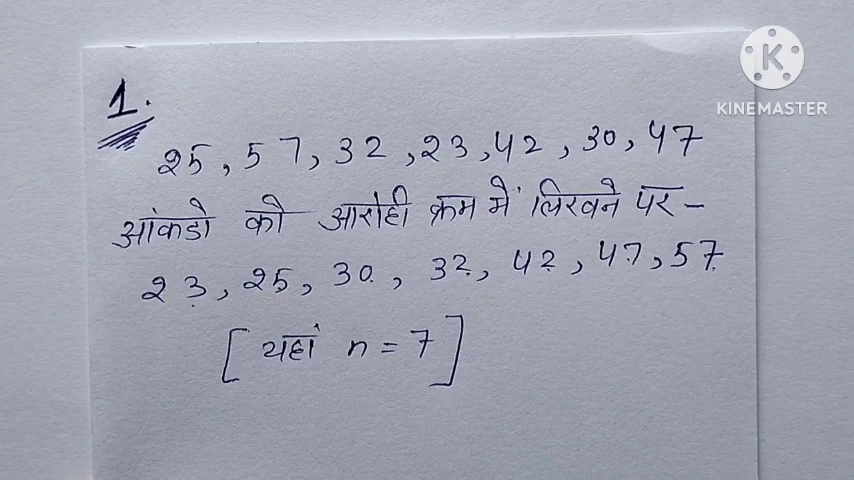 K
KINEMASTER
1.
25, 57, 32, 23, 42, 30, 47
आंकडो को आरोही क्रम में लिखने पर -
23, 25, 30, 32, 42, 47, 57
[यहां n = 7]